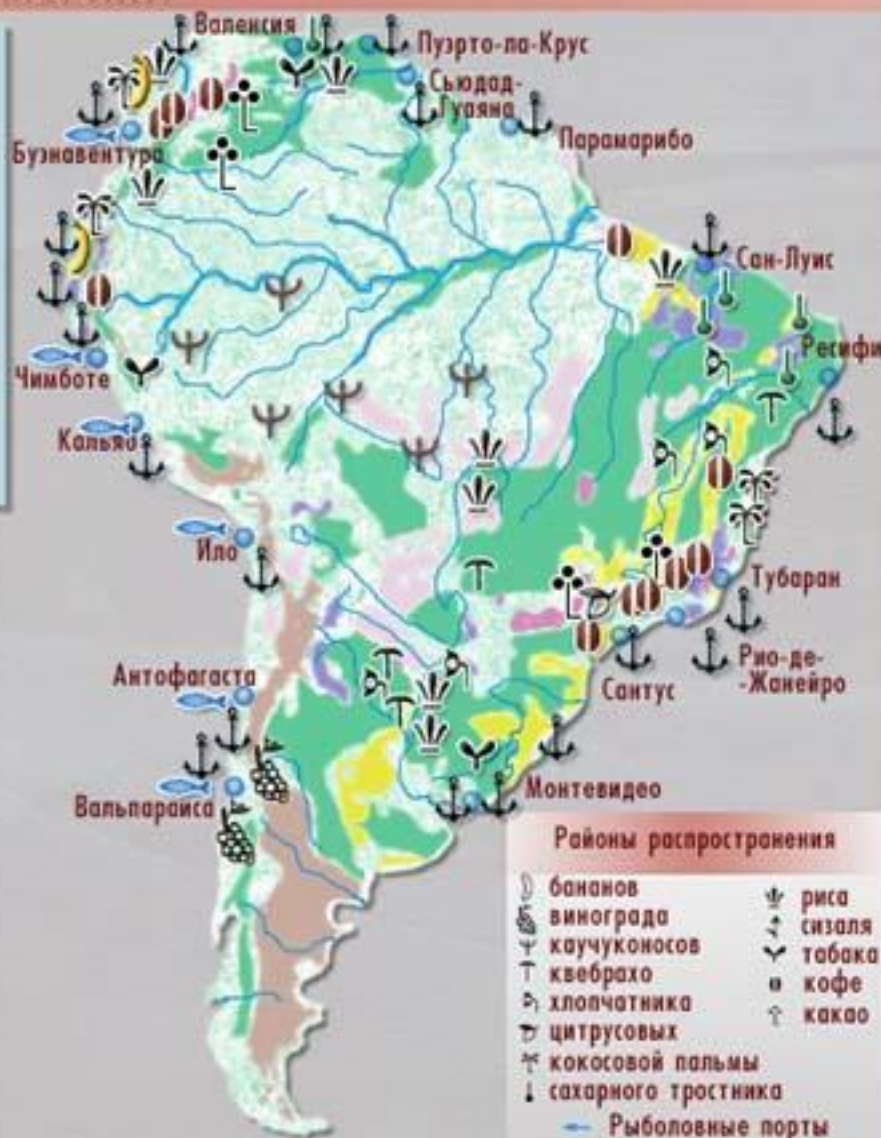 Валенсия
Пуэрто-ла-Крус
Сьюдад-
Гуаяна
Парамарибо
Буэнавентура
Сан-Луис
Ресифи
Чимботе
Кальяо
Ило
Тубаран
Рио-де-
-Жанейро
Сантус
Антофагаста
Вальпараиса
Монтевидео
Районы распространения
бананов
винограда
каучуконосов
квебрахо
хлопчатника
цитрусовых
кокосовой пальмы
сахарного тростника
риса
сизаля
табака
кофе
какао
Рыболовные порты